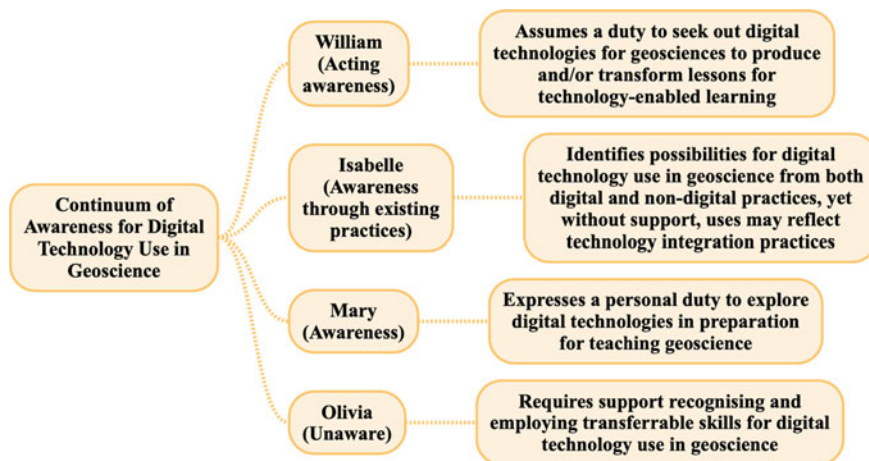 Continuum of
Awareness for Digital
Technology Use in
Geoscience
William
(Acting
awareness)
Assumes a duty to seek out digital
technologies for geosciences to produce
and/or transform lessons for
technology-enabled learning
Isabelle
(Awareness
through existing
practices)
Identifies possibilities for digital
technology use in geoscience from both
digital and non-digital practices, yet
without support, uses may reflect
technology integration practices
Mary
(Awareness)
Expresses a personal duty to explore
digital technologies in preparation
for teaching geoscience
Olivia
(Unaware)
Requires support recognising and
employing transferrable skills for digital
technology use in geoscience